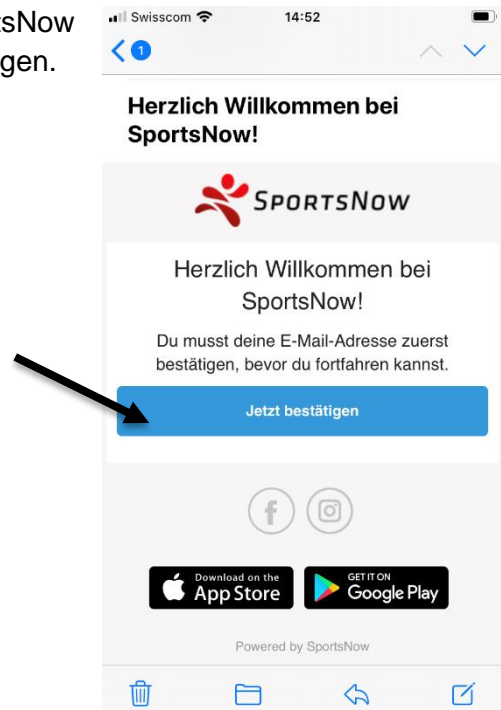 tsNow
gen.
Swisscom 14:52
1
Herzlich Willkommen bei
SportsNow!
SPORTSNOW
Herzlich Willkommen bei
SportsNow!
Du musst deine E-Mail-Adresse zuerst
bestätigen, bevor du fortfahren kannst.
Jetzt bestätigen
Download on the
App Store
GET IT ON
Google Play
Powered by SportsNow